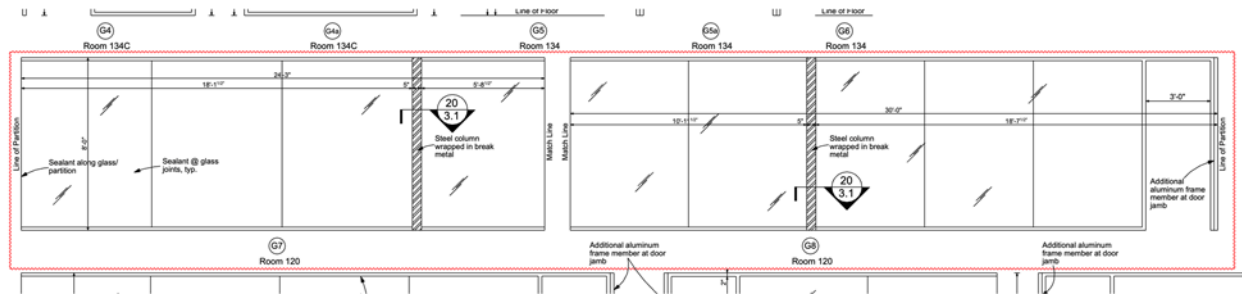 Line of Floor
Line of Floor
G4
G4a
G5
G5a
G6
Room 134C
Room 134C
Room 134
Room 134
Room 134
24'-3"
18'-1 1/2"
5"
5'-8 1/2"
20
3.1
8'-0"
Line of Partition
Sealant along glass/
partition
Sealant @ glass
joints, typ.
Steel column
wrapped in break
metal
Match Line
Match Line
3'-0"
30'-0"
10'-1 1/2"
5"
18'-7 1/2"
Steel column
wrapped in break
metal
20
3.1
Additional
aluminum frame
member at door
jamb
Line of Partition
G7
Room 120
G8
Room 120
Additional aluminum
frame member at door
jamb
Additional aluminum
frame member at door
jamb